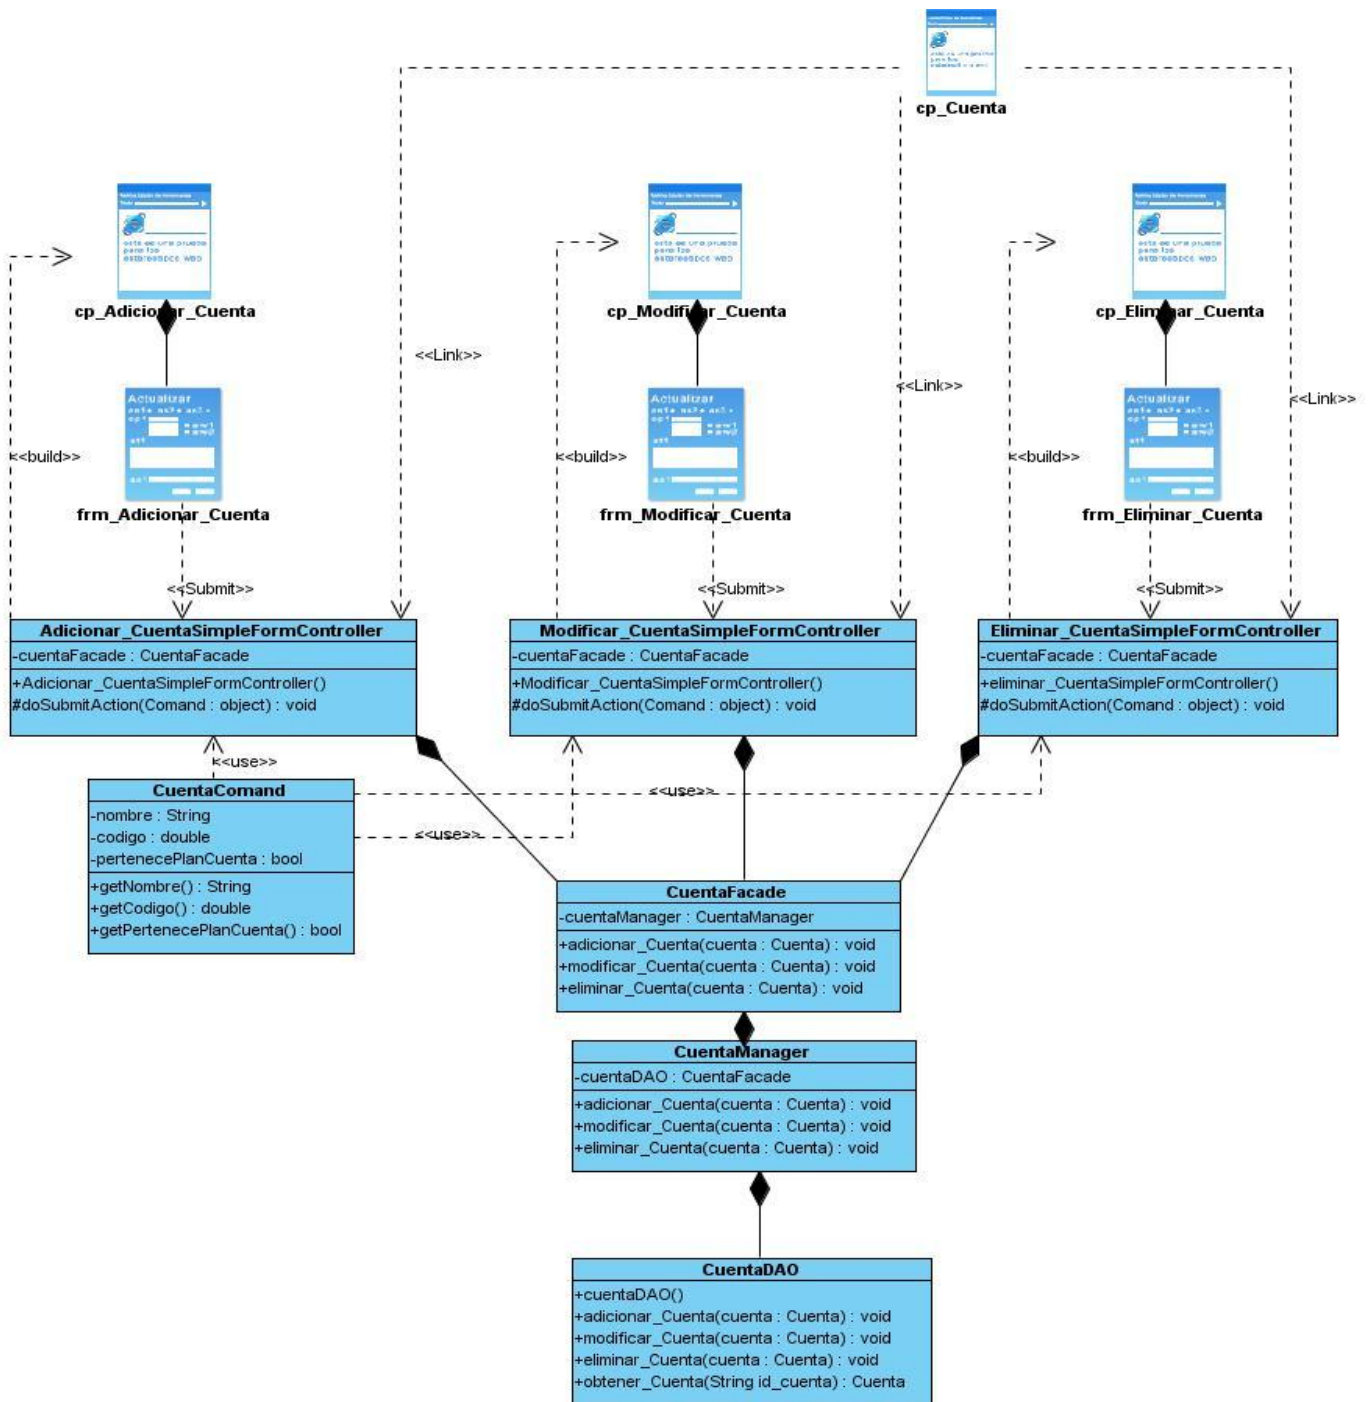 cp_Cuenta
cp_Adicionar_Cuenta
cp_Modificar_Cuenta
cp_Eliminar_Cuenta
<<Link>>
<<Link>>
<<Link>>
Actualizar
Actualizar
Actualizar
<<build>>
<<build>>
<<build>>
frm_Adicionar_Cuenta
frm_Modificar_Cuenta
frm_Eliminar_Cuenta
<<Submit>>
<<Submit>>
<<Submit>>
Adicionar_CuentaSimpleFormController
-cuentaFacade : CuentaFacade
+Adicionar_CuentaSimpleFormController()
#doSubmitAction(Comand : object) : void
Modificar_CuentaSimpleFormController
-cuentaFacade : CuentaFacade
+Modificar_CuentaSimpleFormController()
#doSubmitAction(Comand : object) : void
Eliminar_CuentaSimpleFormController
-cuentaFacade : CuentaFacade
+eliminar_CuentaSimpleFormController()
#doSubmitAction(Comand : object) : void
<<use>>
<<use>>
<<use>>
CuentaComand
-nombre : String
-codigo : double
-pertenecePlanCuenta : bool
+getNombre() : String
+getCodigo() : double
+getPertenecePlanCuenta() : bool
CuentaFacade
-cuentaManager : CuentaManager
+adicionar_Cuenta(cuenta : Cuenta) : void
+modificar_Cuenta(cuenta : Cuenta) : void
+eliminar_Cuenta(cuenta : Cuenta) : void
CuentaManager
-cuentaDAO : CuentaFacade
+adicionar_Cuenta(cuenta : Cuenta) : void
+modificar_Cuenta(cuenta : Cuenta) : void
+eliminar_Cuenta(cuenta : Cuenta) : void
CuentaDAO
+cuentaDAO()
+adicionar_Cuenta(cuenta : Cuenta) : void
+modificar_Cuenta(cuenta : Cuenta) : void
+eliminar_Cuenta(cuenta : Cuenta) : void
+obtener_Cuenta(String id_cuenta) : Cuenta